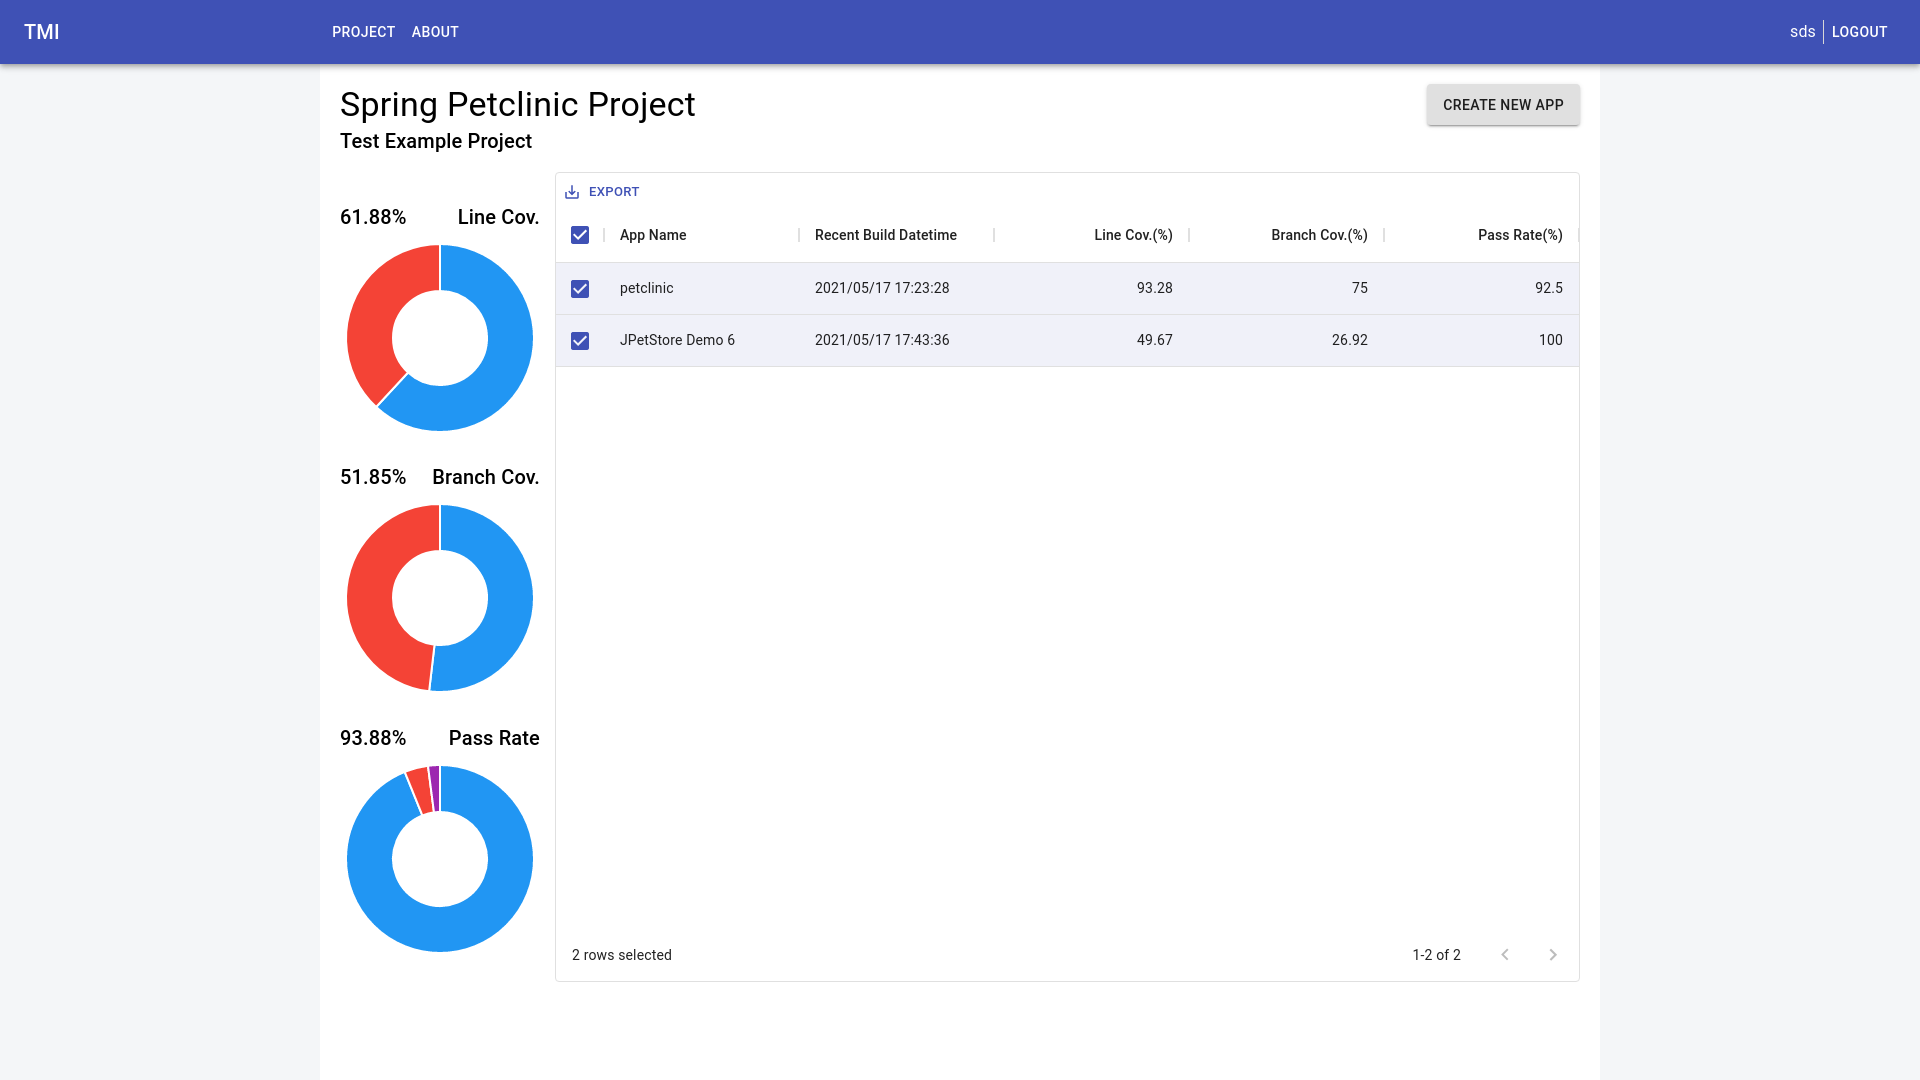 TMI PROJECT ABOUT sds LOGOUT
Spring Petclinic Project CREATE NEW APP
Test Example Project
EXPORT
61.88% Line Cov.
App Name Recent Build Datetime Line Cov.(%) Branch Cov.(%) Pass Rate(%)
petclinic 2021/05/17 17:23:28 93.28 75 92.5
JPetStore Demo 6 2021/05/17 17:43:36 49.67 26.92 100
51.85% Branch Cov.
93.88% Pass Rate
2 rows selected 1-2 of 2